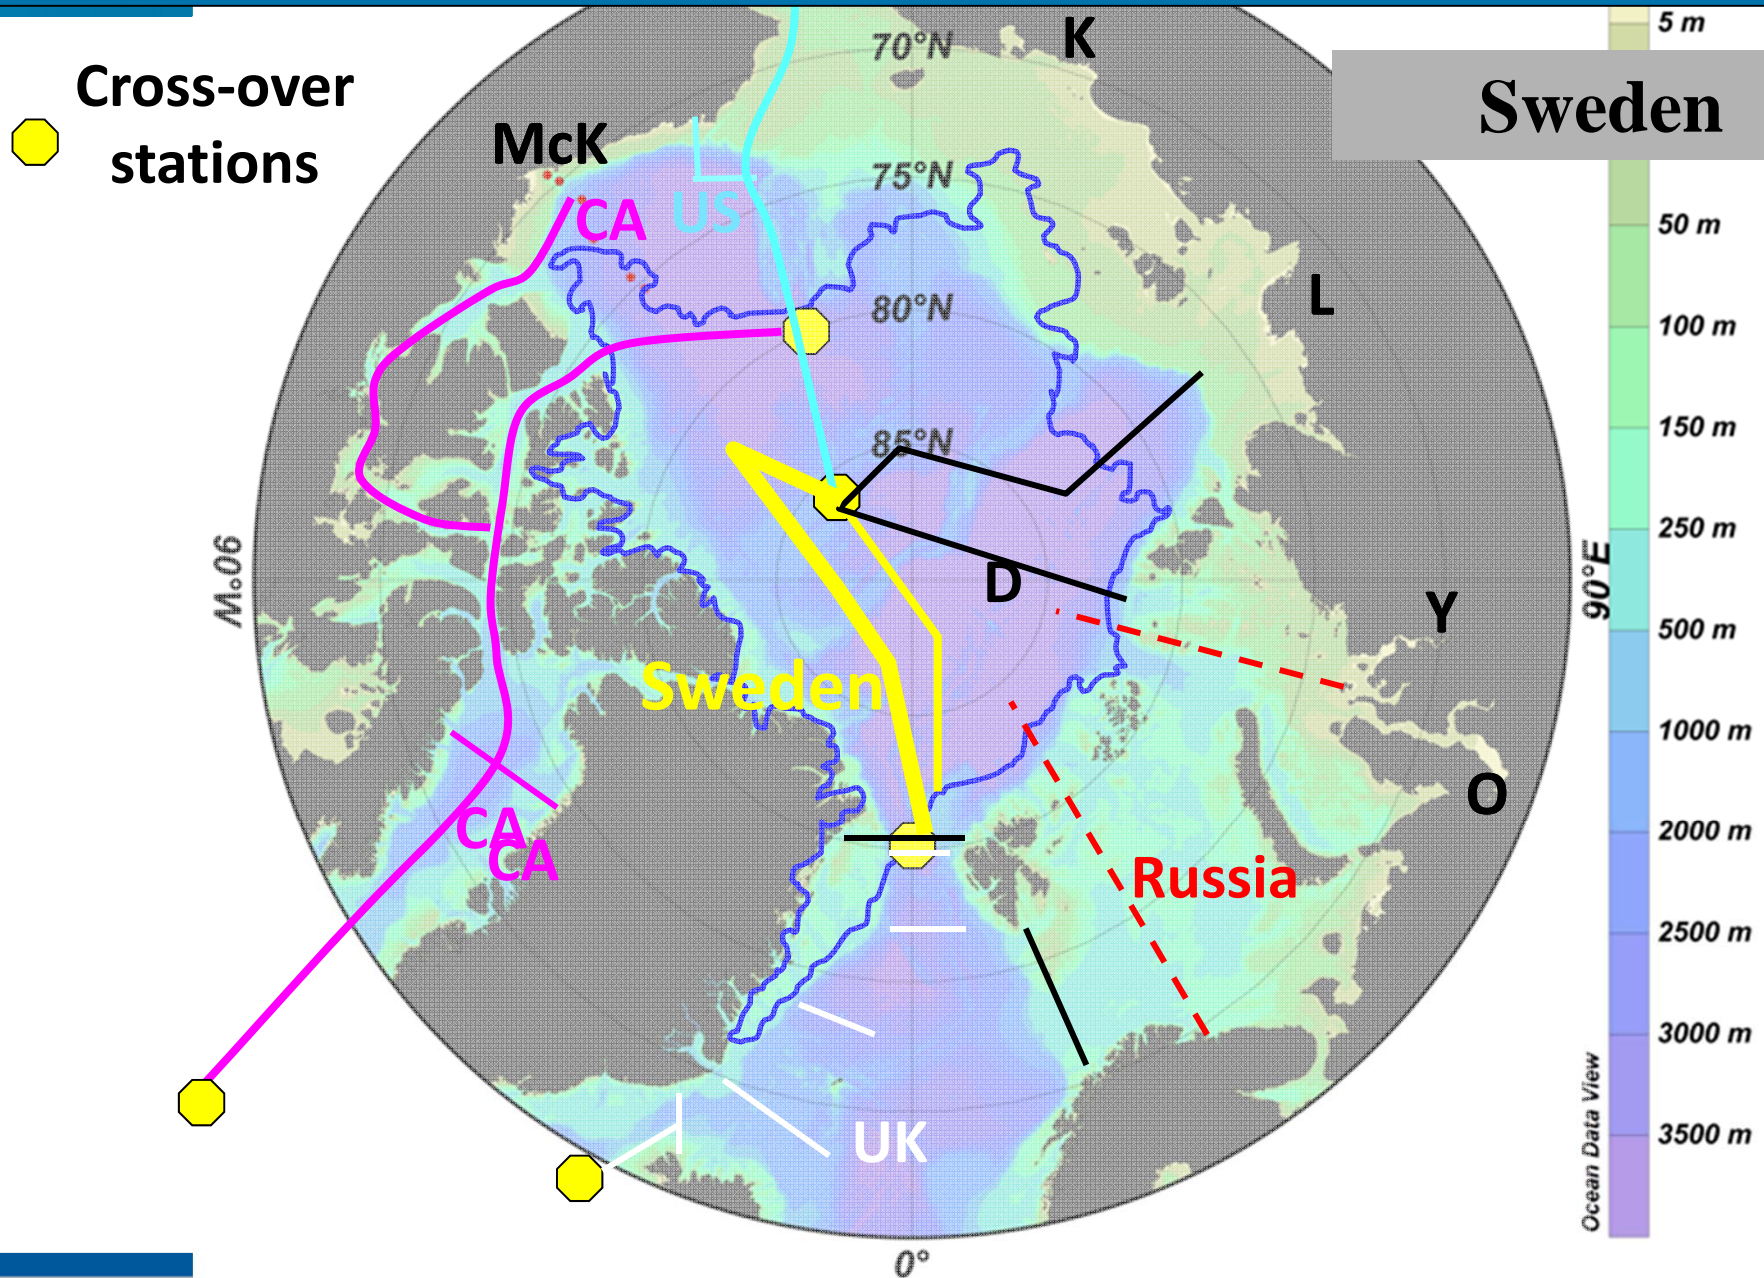 Cross-over
stations
Sweden
McK
K
L
Y
O
D
CA
US
CA
CA
Sweden
Russia
UK
70°N
75°N
80°N
85°N
90°W
90°E
0°
5 m
50 m
100 m
150 m
250 m
500 m
1000 m
2000 m
2500 m
3000 m
3500 m
Ocean Data View